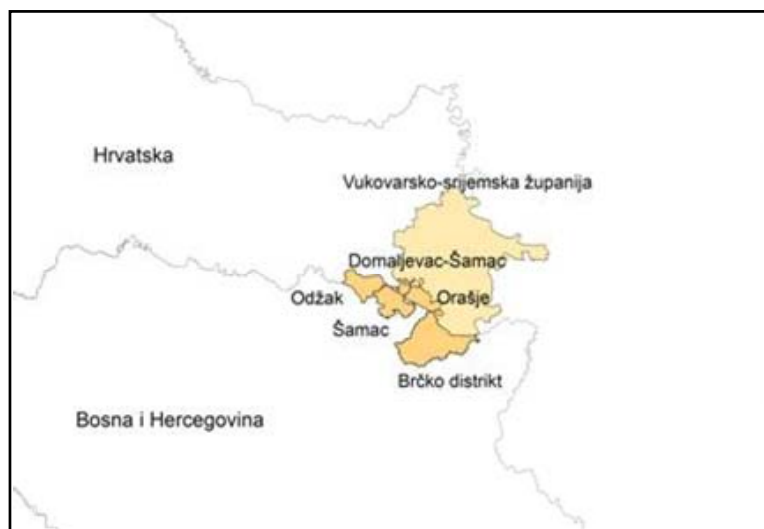 Hrvatska
Vukovarsko-srijemska županija
Domaljevac-Šamac
Odžak
Orašje
Šamac
Brčko distrikt
Bosna i Hercegovina